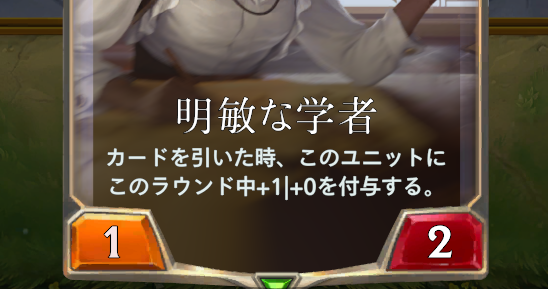 明敏な学者
カードを引いた時、このユニットに
このラウンド中+1|+0を付与する。
1
2